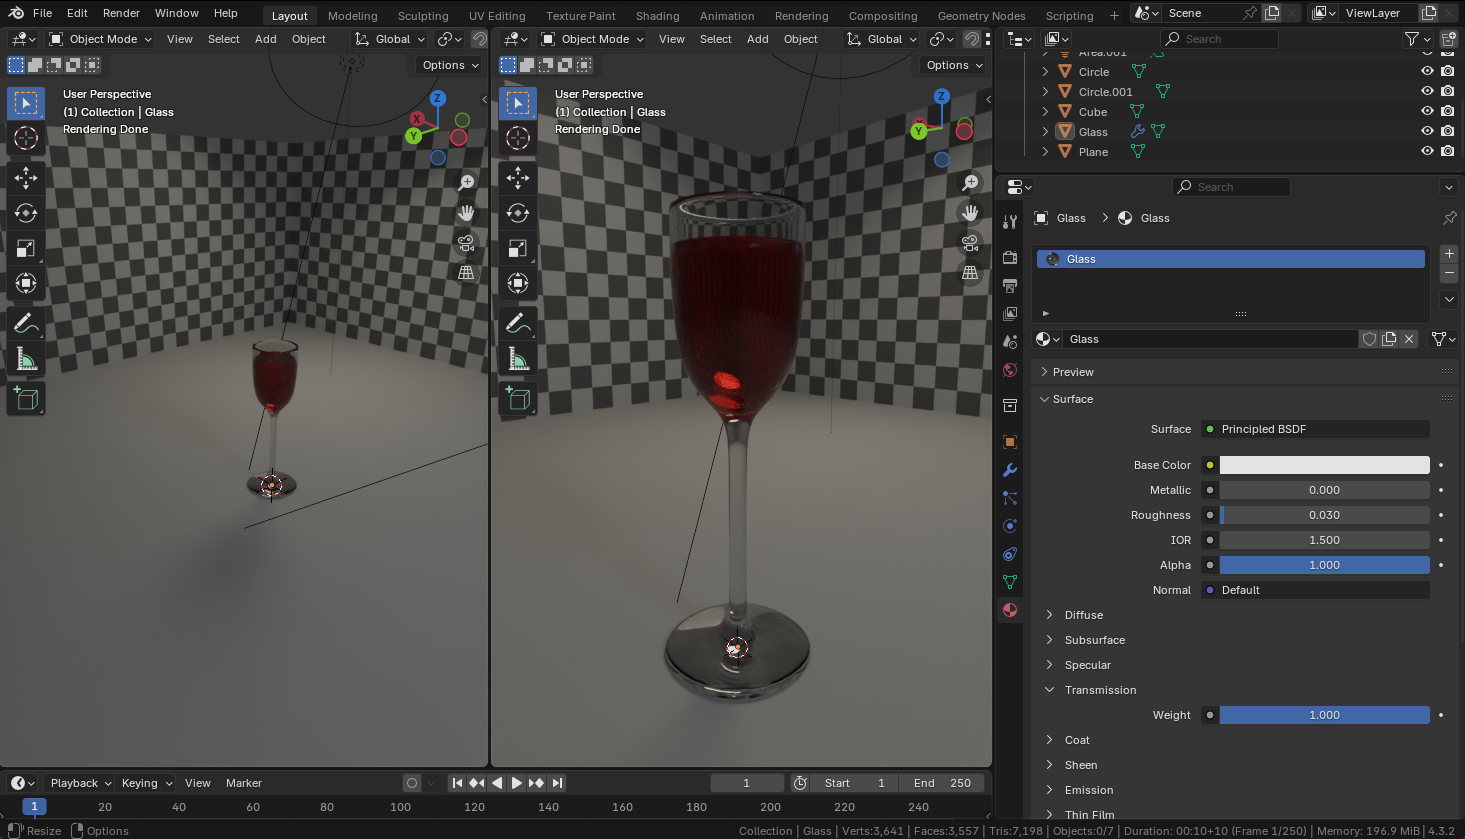 File Edit Render Window Help Layout Modeling Sculpting UV Editing Texture Paint Shading Animation Rendering Compositing Geometry Nodes Scripting + Scene ViewLayer
Object Mode View Select Add Object Global
Object Mode View Select Add Object Global
Search
Options
Options
User Perspective
(1) Collection | Glass
Rendering Done
Z
X
Y
User Perspective
(1) Collection | Glass
Rendering Done
Z
Y
Area.001
Circle
Circle.001
Cube
Glass
Plane
Search
Glass > Glass
Glass
Glass
Preview
Surface
Surface Principled BSDF
Base Color
Metallic 0.000
Roughness 0.030
IOR 1.500
Alpha 1.000
Normal Default
Diffuse
Subsurface
Specular
Transmission
Weight 1.000
Coat
Sheen
Emission
Thin Film
Playback Keying View Marker 1 Start 1 End 250
1 20 40 60 80 100 120 140 160 180 200 220 240
Resize Options
Collection | Glass | Verts:3,641 | Faces:3,557 | Tris:7,198 | Objects:0/7 | Duration: 00:10+10 (Frame 1/250) | Memory: 196.9 MiB | 4.3.2